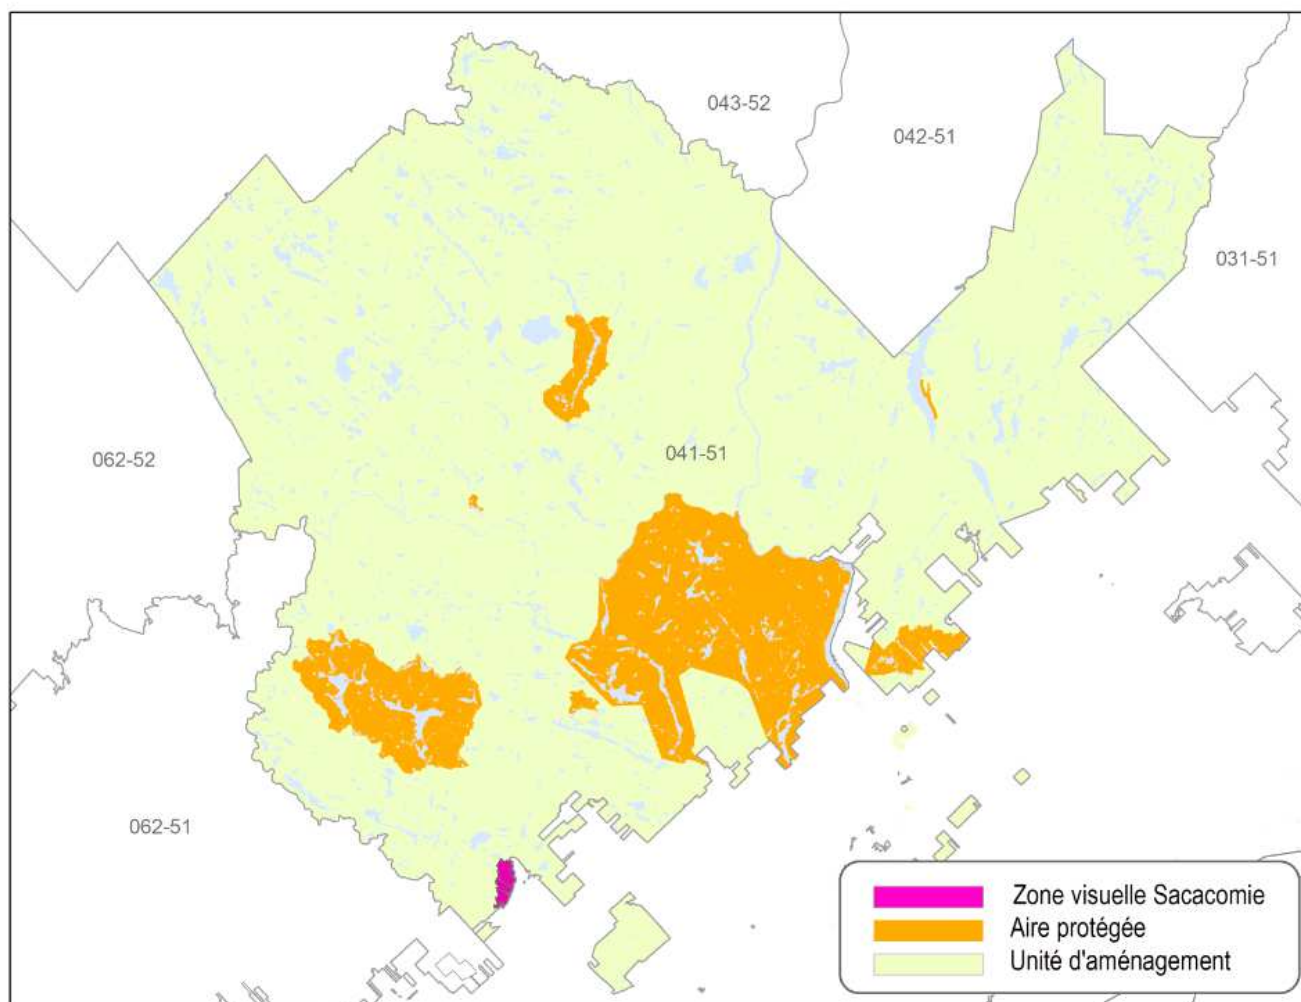 043-52
042-51
031-51
062-52
041-51
062-51
Zone visuelle Sacacomie
Aire protégée
Unité d'aménagement